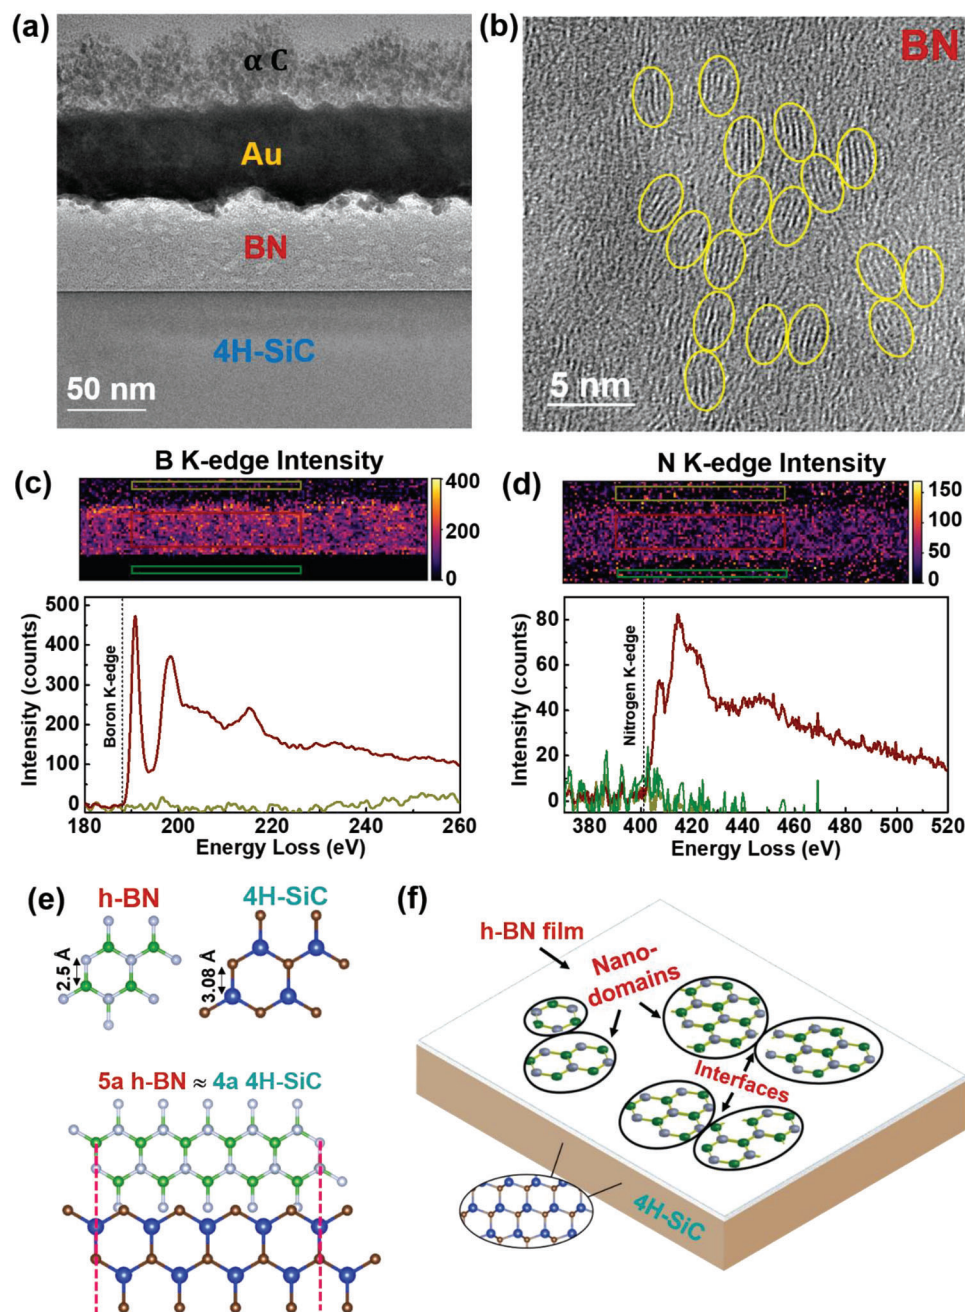 (a)
α C
Au
BN
4H-SiC
50 nm
(b)
BN
5 nm
B K-edge Intensity
(c)
400
200
0
Intensity (counts)
500
400
300
200
100
0
Boron K-edge
180 200 220 240 260
Energy Loss (eV)
N K-edge Intensity
(d)
150
100
50
0
Intensity (counts)
80
60
40
20
0
Nitrogen K-edge
380 400 420 440 460 480 500 520
Energy Loss (eV)
(e)
h-BN
4H-SiC
2.5 Å
3.08 Å
5a h-BN ≈ 4a 4H-SiC
(f)
h-BN film
Nano-
domains
Interfaces
4H-SiC